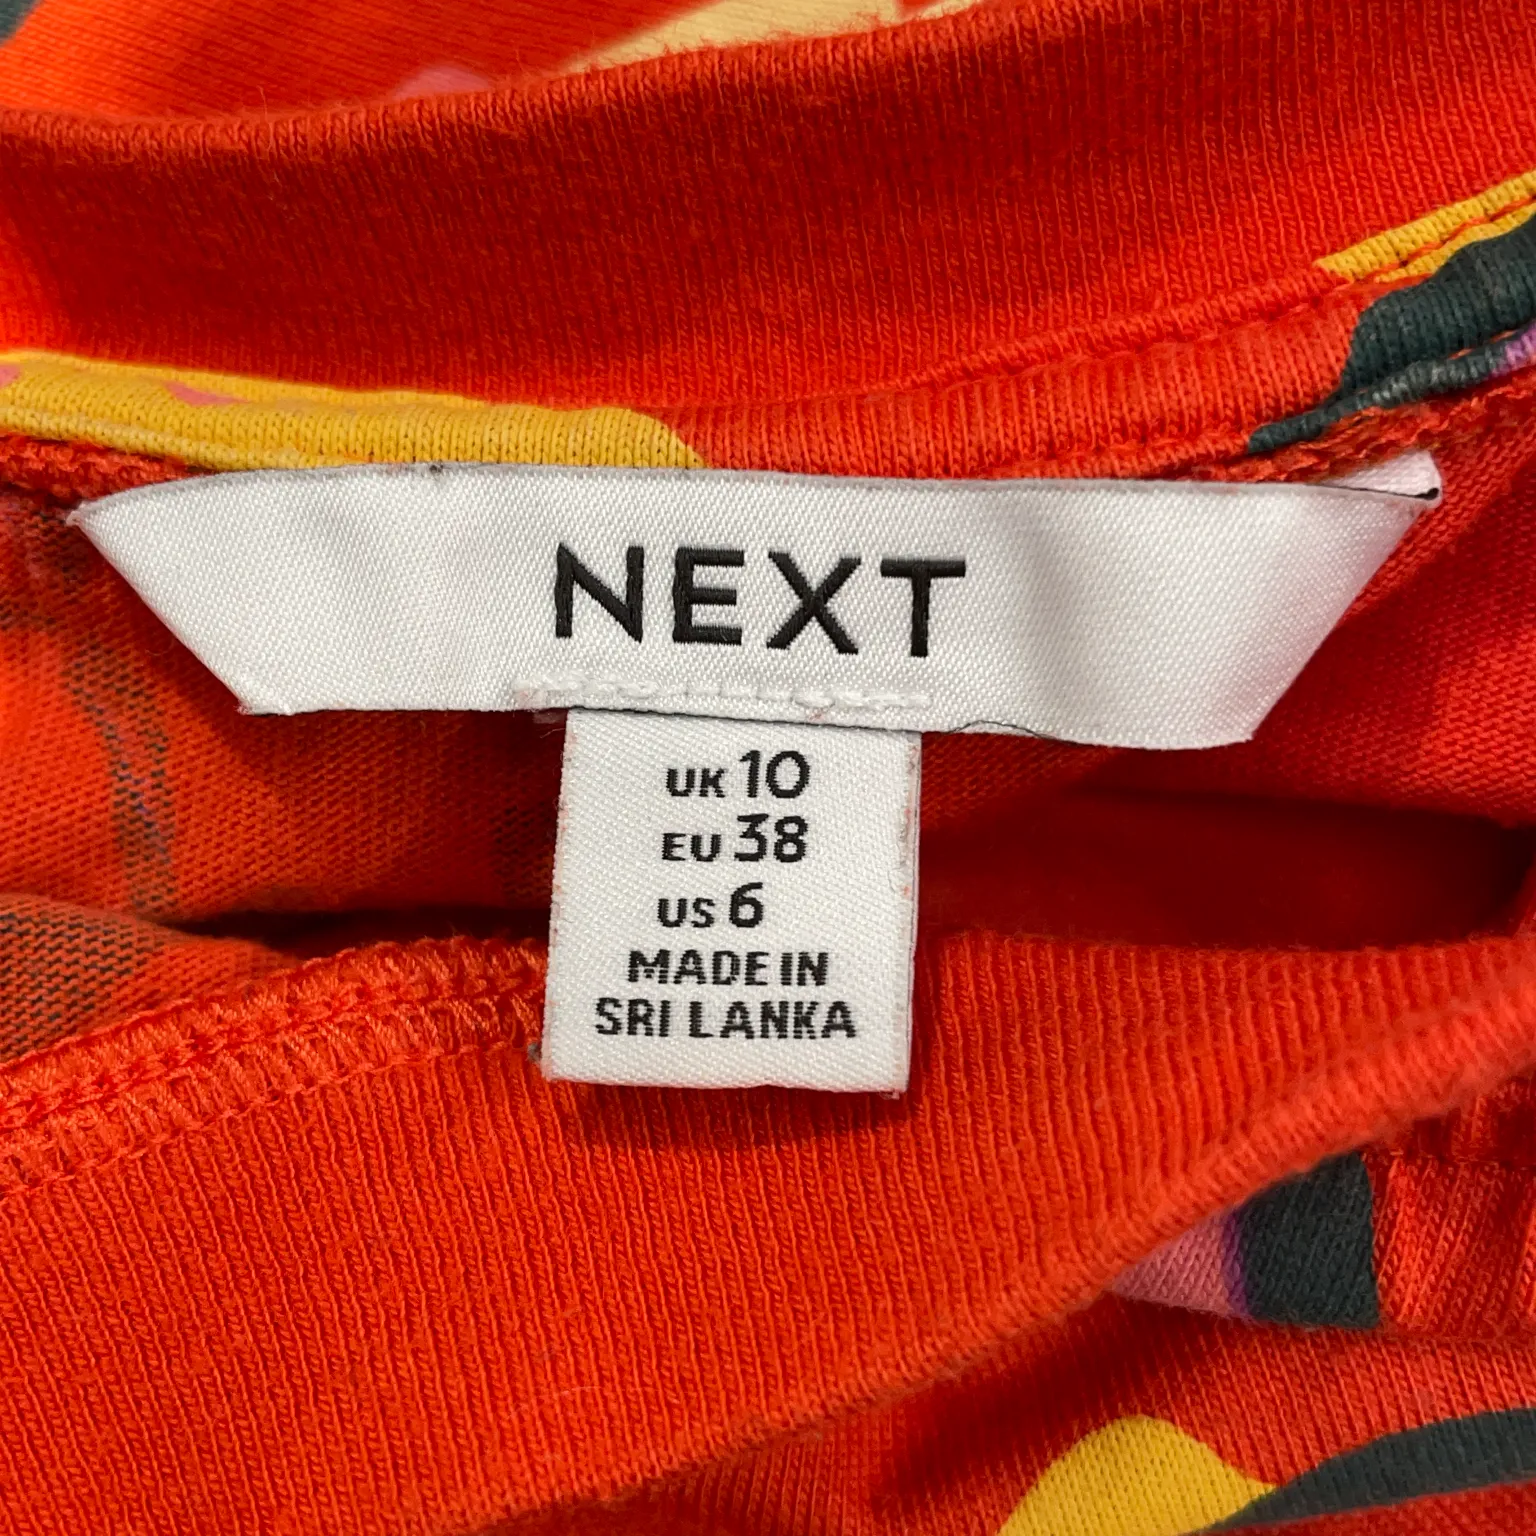 NEXT
UK 10
EU 38
US 6
MADE IN
SRI LANKA